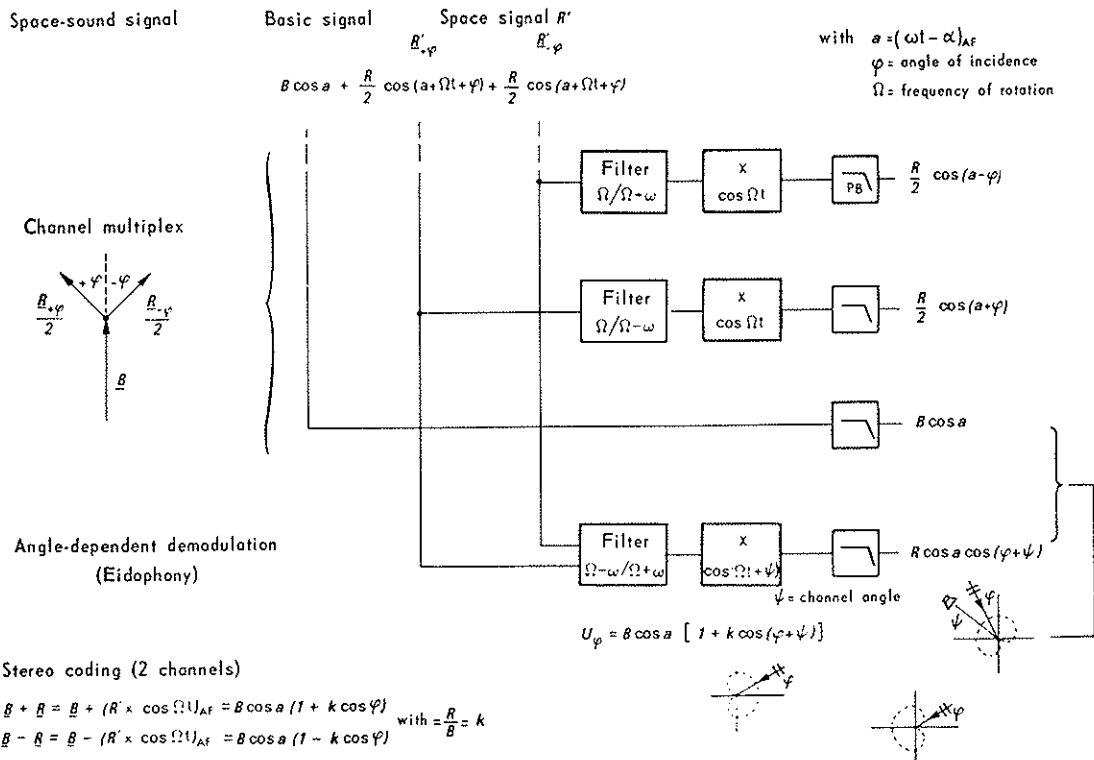 Space-sound signal
Basic signal
Space signal R'
R'+φ
R'-φ
B cos a + R/2 cos (a+Ωt+φ) + R/2 cos (a+Ωt+φ)
with a = (ωt - α)AF
φ = angle of incidence
Ω = frequency of rotation
Filter
Ω/Ω+ω
x
cos Ωt
PB
R/2 cos (a-φ)
Channel multiplex
+φ
-φ
R+φ/2
R-φ/2
B
Filter
Ω/Ω-ω
x
cos Ωt
R/2 cos (a+φ)
B cos a
Angle-dependent demodulation
(Eidophony)
Filter
Ω-ω/Ω+ω
x
cos(Ωt+ψ)
R cos a cos (φ+ψ)
ψ = channel angle
φ
ψ
Uφ = B cos a [ 1 + k cos (φ+ψ)]
φ
φ
Stereo coding (2 channels)
B + R = B + (R' x cos Ωt)AF = B cos a (1 + k cos φ)
B - R = B - (R' x cos Ωt)AF = B cos a (1 - k cos φ)
with = R/B = k